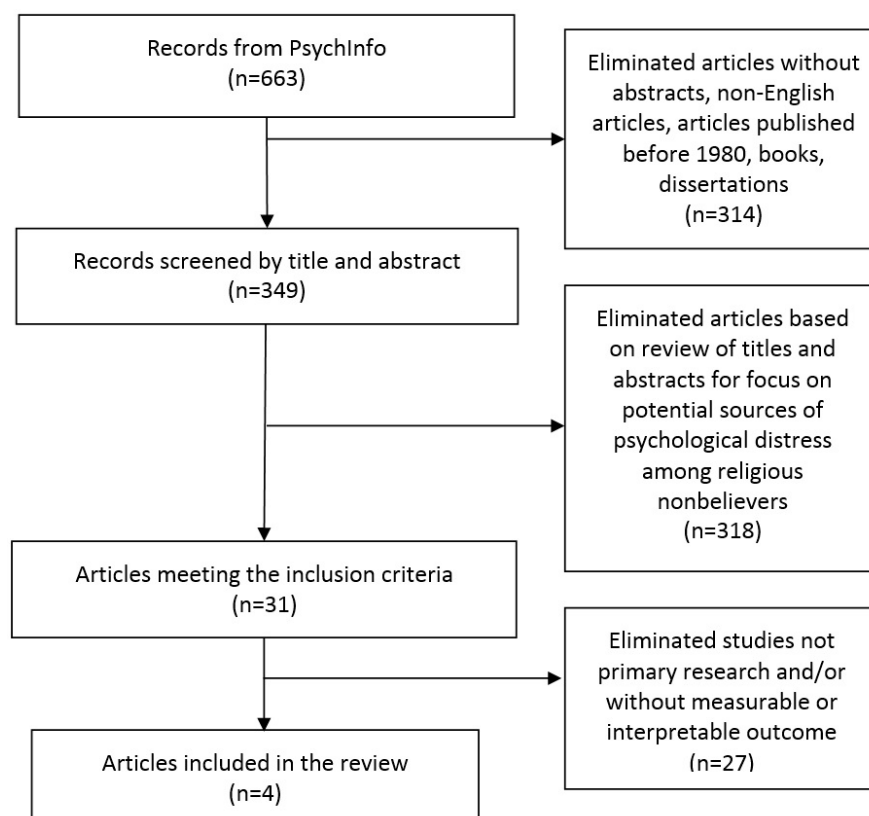 Records from PsychInfo
(n=663)
Eliminated articles without
abstracts, non-English
articles, articles published
before 1980, books,
dissertations
(n=314)
Records screened by title and abstract
(n=349)
Eliminated articles based
on review of titles and
abstracts for focus on
potential sources of
psychological distress
among religious
nonbelievers
(n=318)
Articles meeting the inclusion criteria
(n=31)
Eliminated studies not
primary research and/or
without measurable or
interpretable outcome
(n=27)
Articles included in the review
(n=4)